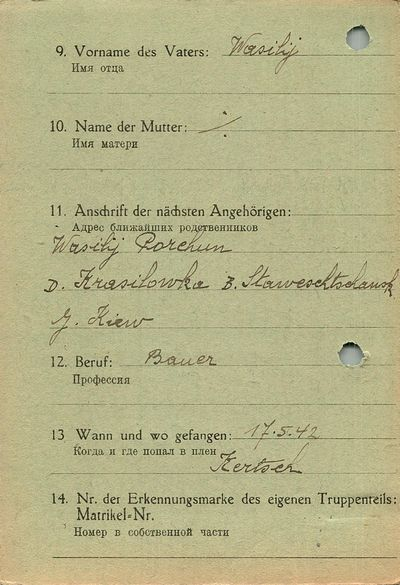 9. Vorname des Vaters: Wasilij
Имя отца
10. Name der Mutter: ⁒
Имя матери
11. Anschrift der nächsten Angehörigen:
Адрес ближайших родственников
Wasilij Porchun
D. Krasilowka B. Staweschtschansk
G. Kiew
12. Beruf: Bauer
Профессия
13 Wann und wo gefangen: 17.5.42
Когда и где попал в плен Kertsch
14. Nr. der Erkennungsmarke des eigenen Truppenteils:
Matrikel=Nr.
Номер в собственной части